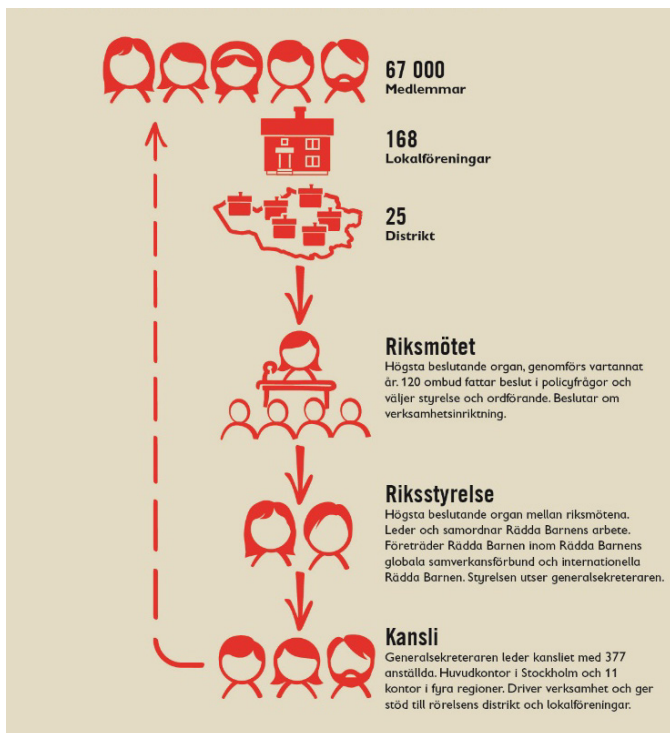 67 000
Medlemmar
168
Lokalföreningar
25
Distrikt
Riksmötet
Högsta beslutande organ, genomförs vartannat
år. 120 ombud fattar beslut i policyfrågor och
väljer styrelse och ordförande. Beslutar om
verksamhetsinriktning.
Riksstyrelse
Högsta beslutande organ mellan riksmötena.
Leder och samordnar Rädda Barnens arbete.
Företräder Rädda Barnen inom Rädda Barnens
globala samverkansförbund och internationella
Rädda Barnen. Styrelsen utser generalsekreteraren.
Kansli
Generalsekreteraren leder kansliet med 377
anställda. Huvudkontor i Stockholm och 11
kontor i fyra regioner. Driver verksamhet och ger
stöd till rörelsens distrikt och lokalföreningar.